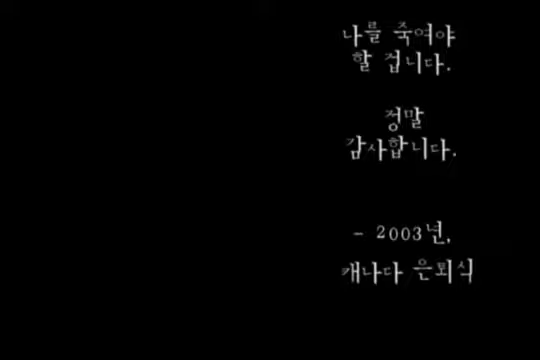 나를 죽여야
할 겁니다.
정말
감사합니다.
- 2003년,
캐나다 은퇴식